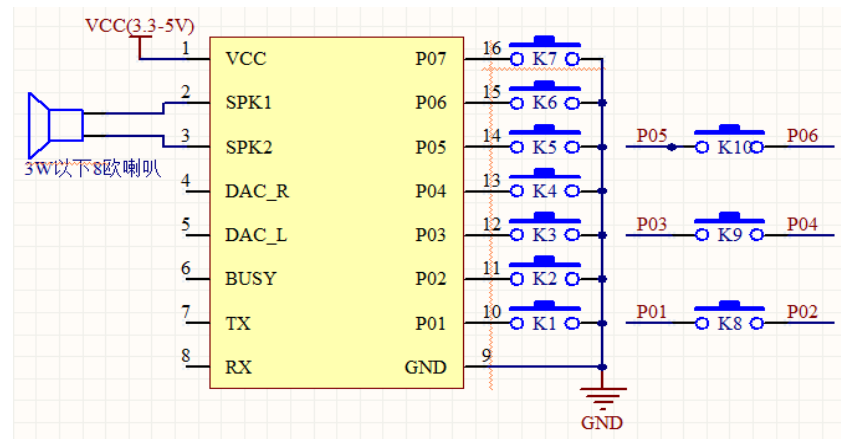 VCC(3.3-5V)
1 VCC P07 16 K7
2 SPK1 P06 15 K6
3 SPK2 P05 14 K5 P05 K10 P06
3W以下8欧喇叭
4 DAC_R P04 13 K4
5 DAC_L P03 12 K3 P03 K9 P04
6 BUSY P02 11 K2
7 TX P01 10 K1 P01 K8 P02
8 RX GND 9
GND